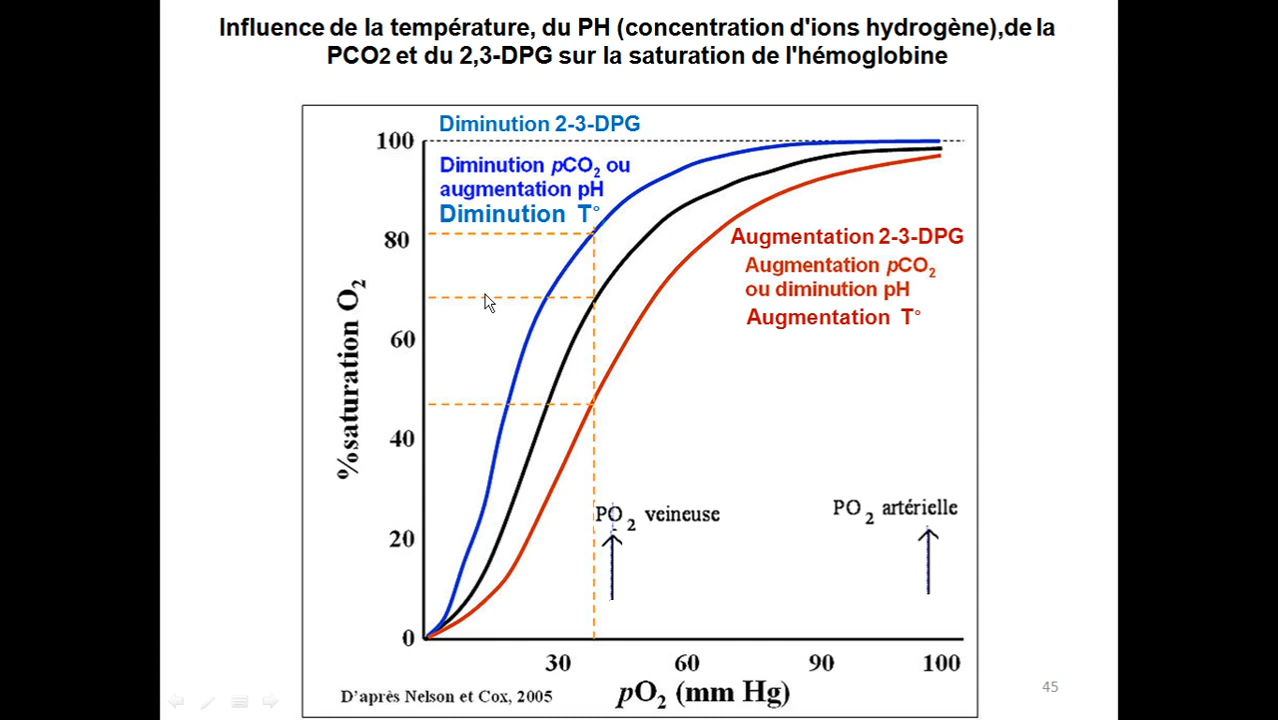 Influence de la température, du PH (concentration d'ions hydrogène),de la
PCO2 et du 2,3-DPG sur la saturation de l'hémoglobine
Diminution 2-3-DPG
Diminution pCO2 ou
augmentation pH
Diminution T°
Augmentation 2-3-DPG
Augmentation pCO2
ou diminution pH
Augmentation T°
%saturation O2
100
80
60
40
20
0
PO2 veineuse
PO2 artérielle
30 60 90 100
pO2 (mm Hg)
D'après Nelson et Cox, 2005
45